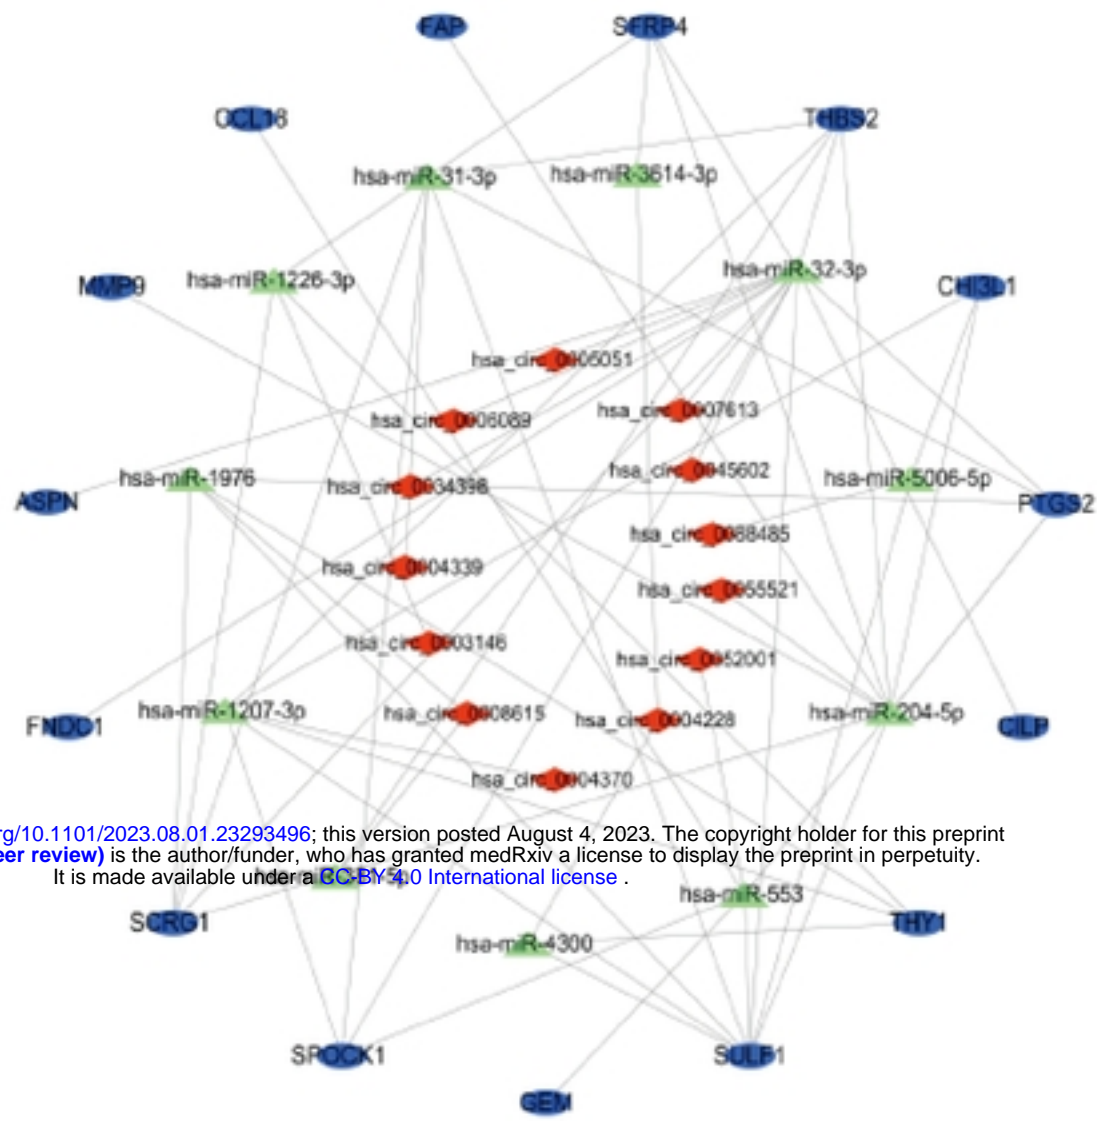 FAP
SFRP4
CCL18
THBS2
hsa-miR-31-3p
hsa-miR-3614-3p
hsa-miR-32-3p
hsa-miR-1226-3p
MMP9
CHI3L1
hsa_circ_0006051
hsa_circ_0007613
hsa_circ_0006089
hsa_circ_0045602
hsa-miR-1976
hsa-miR-5006-5p
hsa_circ_0034398
ASPN
PTGS2
hsa_circ_0088485
hsa_circ_0004339
hsa_circ_0055521
hsa_circ_0003146
hsa_circ_0052001
hsa-miR-1207-3p
hsa_circ_0008615
hsa_circ_0004228
hsa-miR-204-5p
FNDC1
CILP
hsa_circ_0004370
rg/10.1101/2023.08.01.23293496; this version posted August 4, 2023. The copyright holder for this preprint
eer review) is the author/funder, who has granted medRxiv a license to display the preprint in perpetuity.
It is made available under a CC-BY 4.0 International license .
hsa-miR-553
SCRG1
THY1
hsa-miR-4300
SPOCK1
SULF1
GEM